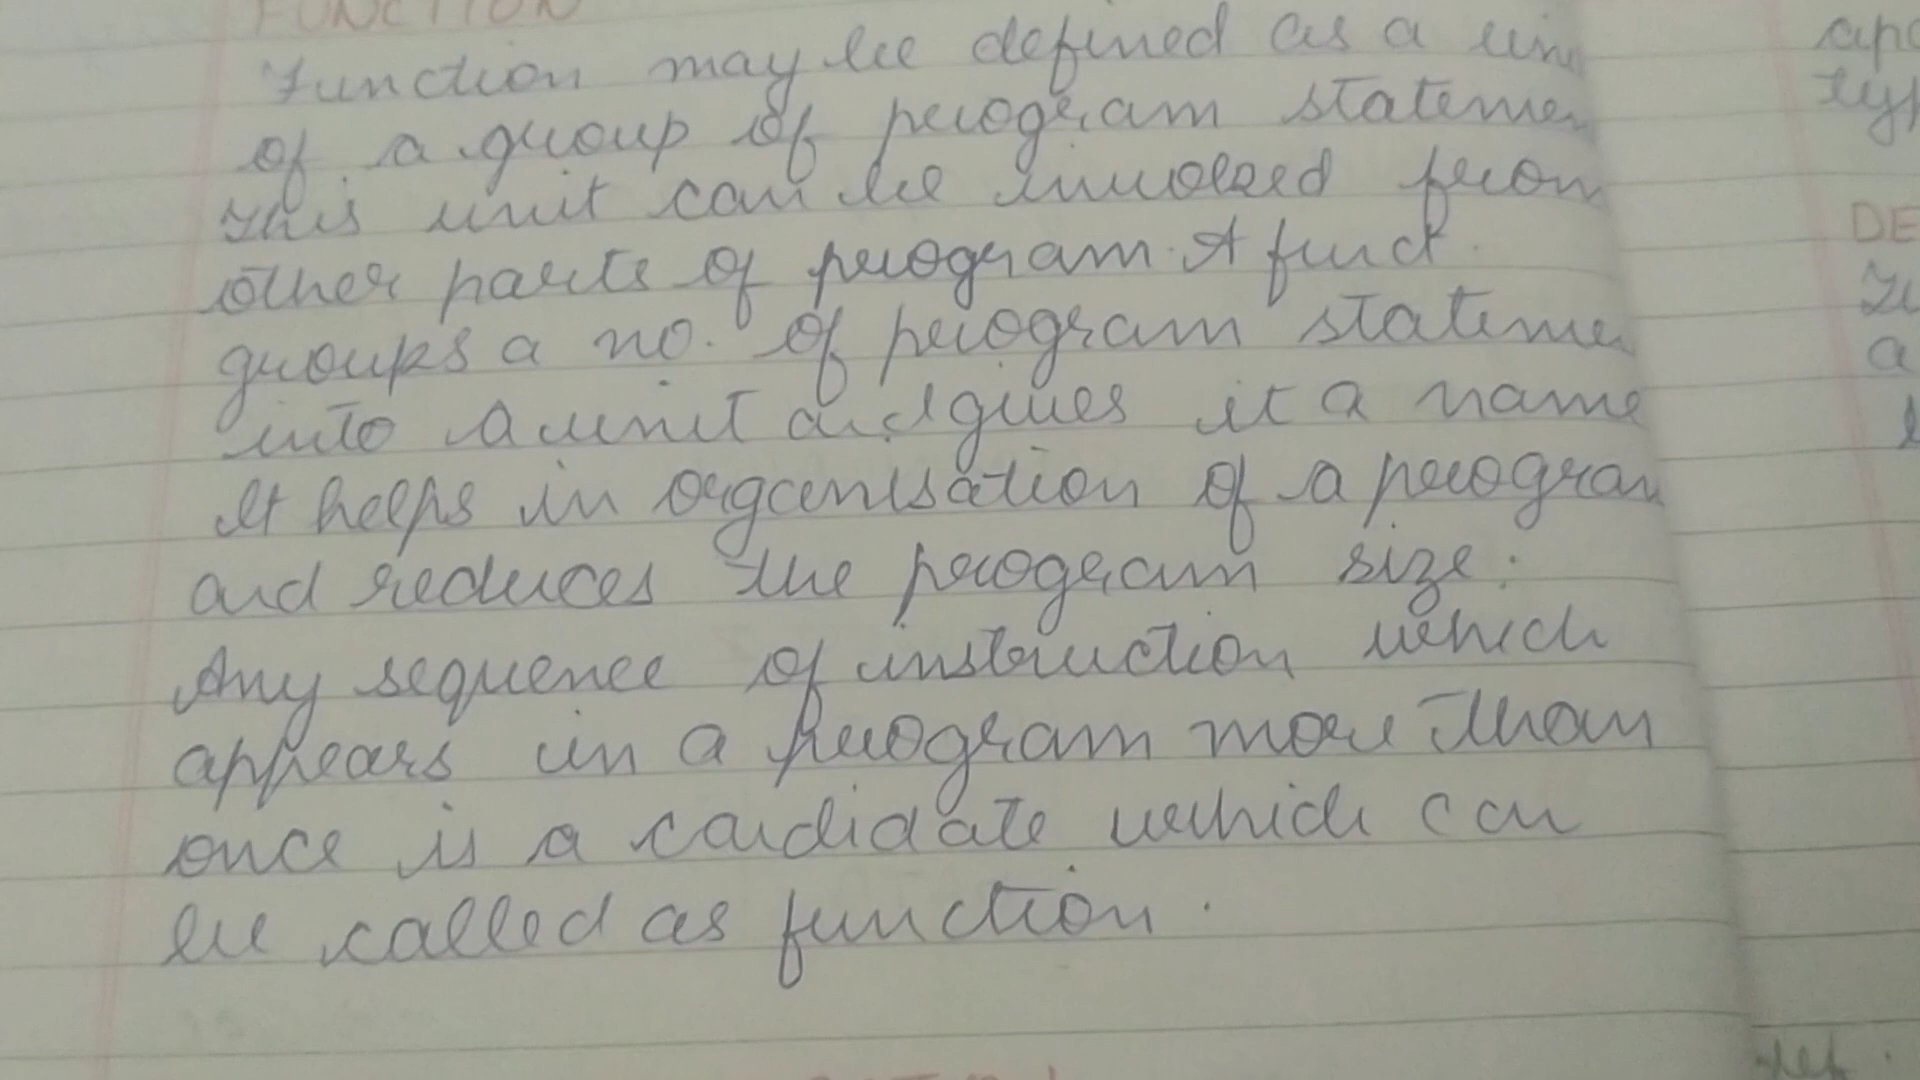 FUNCTION
Function may be defined as a
of a group of program
This unit can be invoked from
other parts of program. A funct.
groups a no. of program
into a unit and gives it a name
It helps in organisation of a program
and reduces the program size.
Any sequence of instruction which
appears in a program more than
once is a candidate which can
be called as function.
DE
a